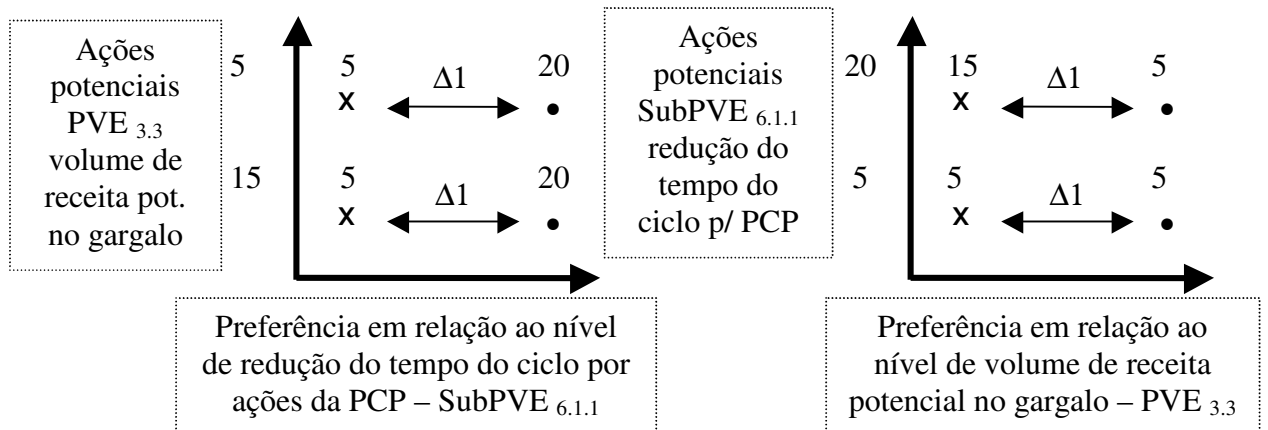 Ações
potenciais
PVE 3.3
volume de
receita pot.
no gargalo
5
5
20
x
Δ1
•
15
5
20
x
Δ1
•
Preferência em relação ao nível
de redução do tempo do ciclo por
ações da PCP – SubPVE 6.1.1
Ações
potenciais
SubPVE 6.1.1
redução do
tempo do
ciclo p/ PCP
20
15
5
x
Δ1
•
5
5
5
x
Δ1
•
Preferência em relação ao
nível de volume de receita
potencial no gargalo – PVE 3.3